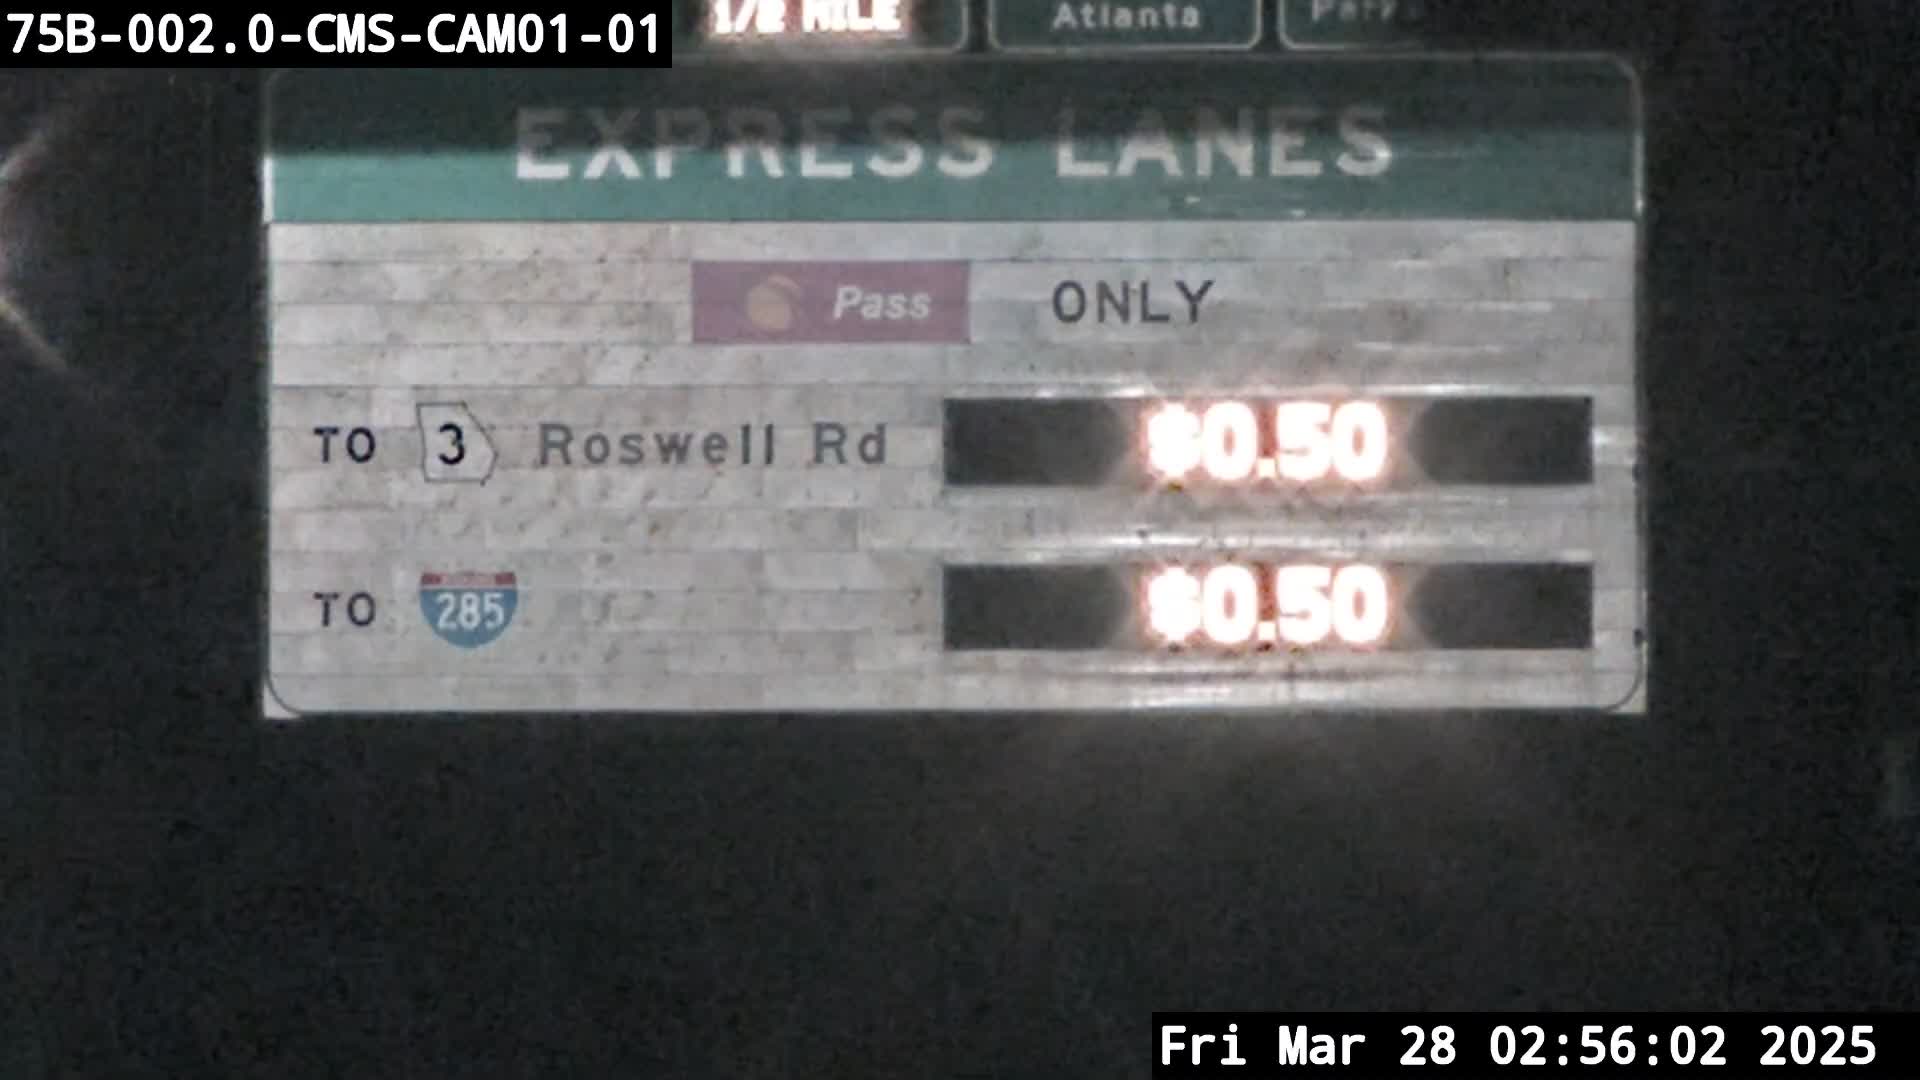 75B-002.0-CMS-CAM01-01
1/2 MILE
Atlanta
EXPRESS LANES
Pass ONLY
TO 3 Roswell Rd $0.50
TO 285 $0.50
Fri Mar 28 02:56:02 2025